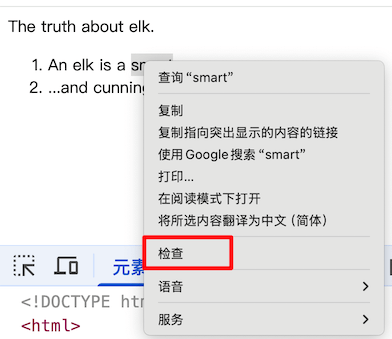 The truth about elk.
1. An elk is a smart
2. ...and cunning
查询“smart”
复制
复制指向突出显示的内容的链接
使用Google搜索“smart”
打印...
在阅读模式下打开
将所选内容翻译为中文（简体）
检查
语音
服务
元素
<!DOCTYPE htm
<html>